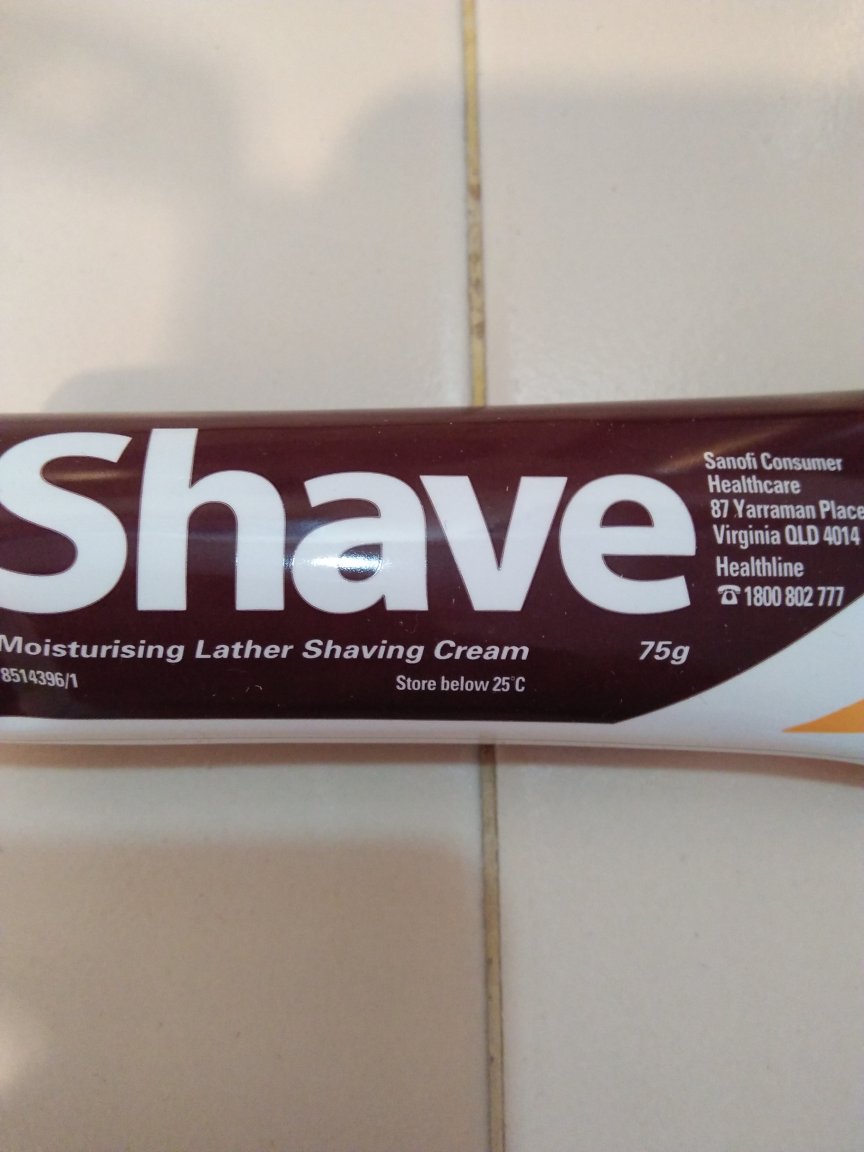 Shave
Moisturising Lather Shaving Cream 75g
8514396/1
Store below 25°C
Sanofi Consumer
Healthcare
87 Yarraman Place
Virginia QLD 4014
Healthline
☎ 1800 802 777